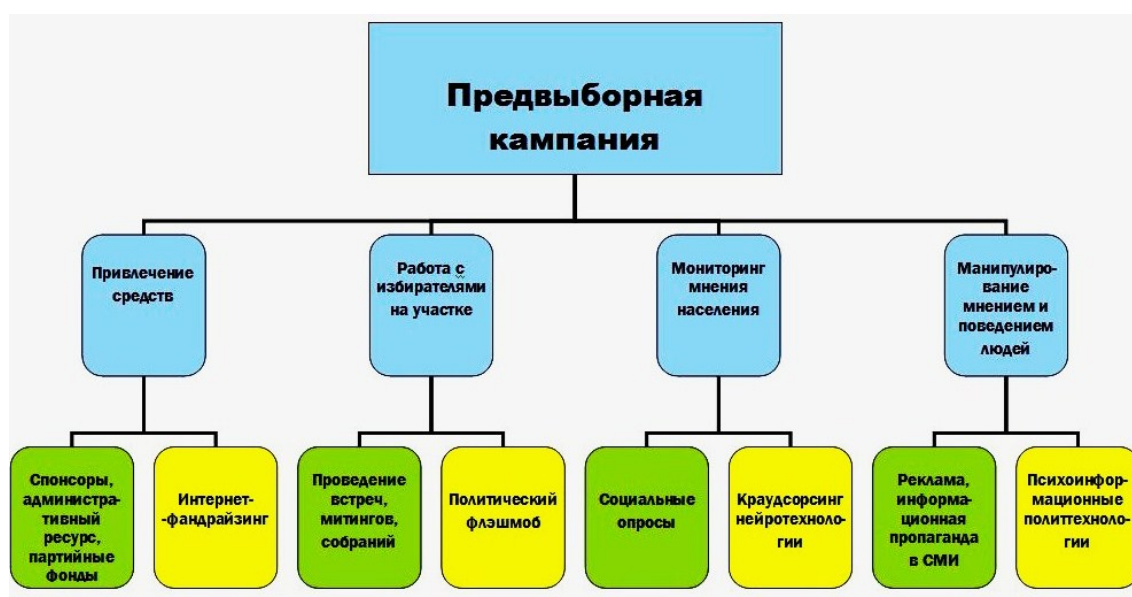 Предвыборная
кампания
Привлечение
средств
Работа с
избирателями
на участке
Мониторинг
мнения
населения
Манипулиро-
вание
мнением и
поведением
людей
Спонсоры,
администра-
тивный
ресурс,
партийные
фонды
Интернет-
-фандрайзинг
Проведение
встреч,
митингов,
собраний
Политический
флэшмоб
Социальные
опросы
Краудсорсинг
нейротехноло-
гии
Реклама,
информа-
ционная
пропаганда
в СМИ
Психоинфор-
мационные
политтехноло-
гии